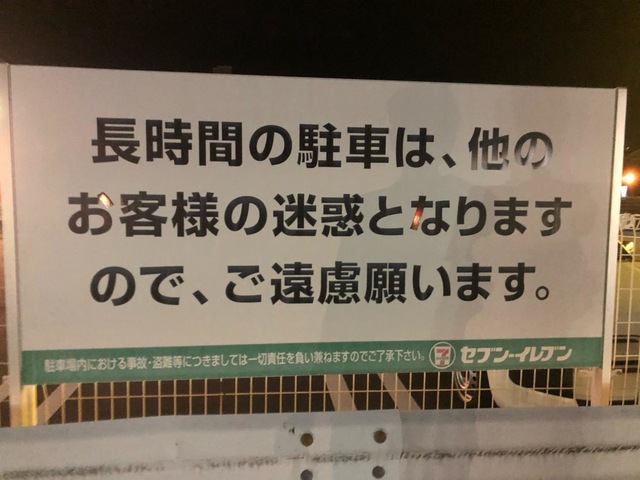 長時間の駐車は、他の
お客様の迷惑となります
ので、ご遠慮願います。
駐車場内における事故・盗難等につきましては一切責任を負い兼ねますのでご了承下さい。 セブン-イレブン